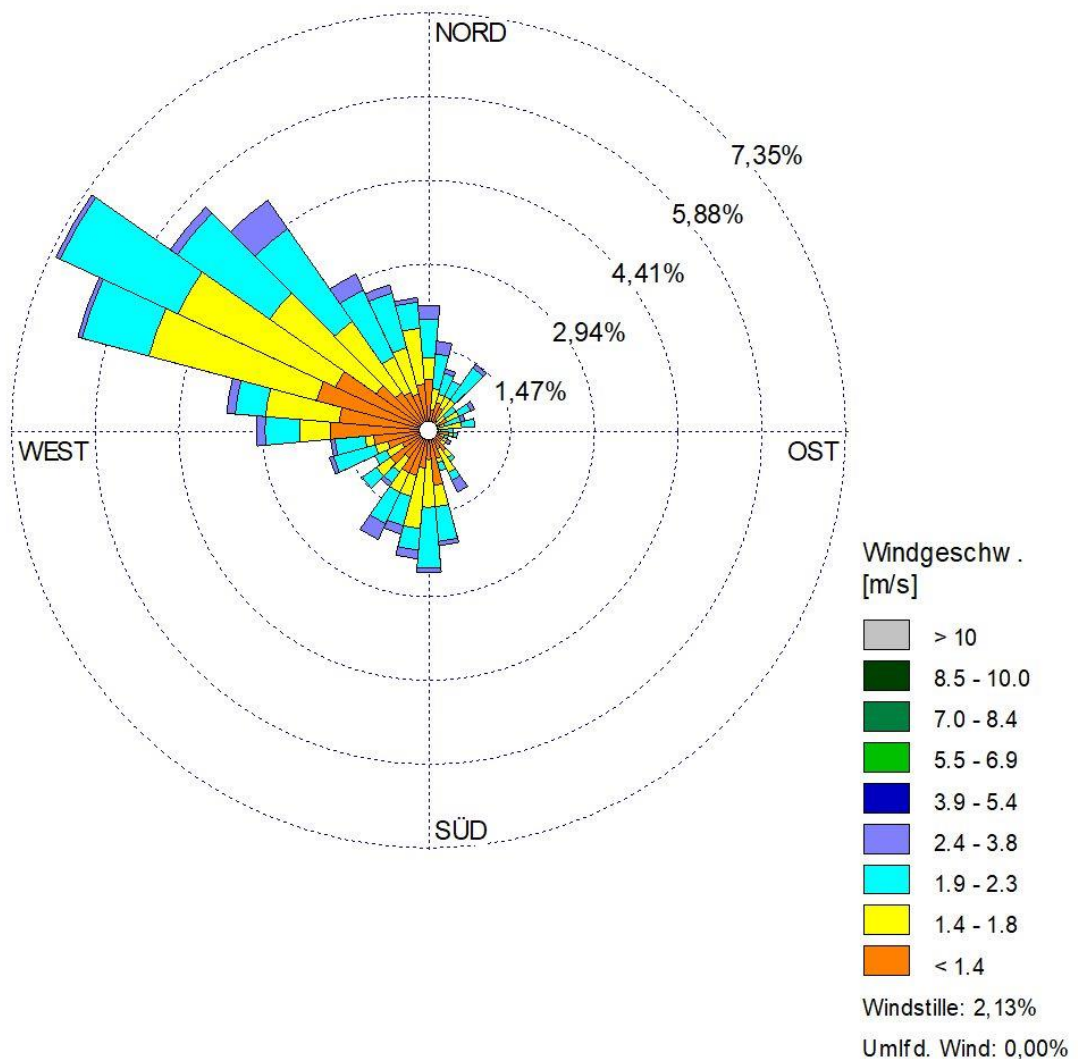 NORD
7,35%
5,88%
4,41%
2,94%
1,47%
WEST
OST
SÜD
Windgeschw .
[m/s]
> 10
8.5 - 10.0
7.0 - 8.4
5.5 - 6.9
3.9 - 5.4
2.4 - 3.8
1.9 - 2.3
1.4 - 1.8
< 1.4
Windstille: 2,13%
Umlfd. Wind: 0,00%